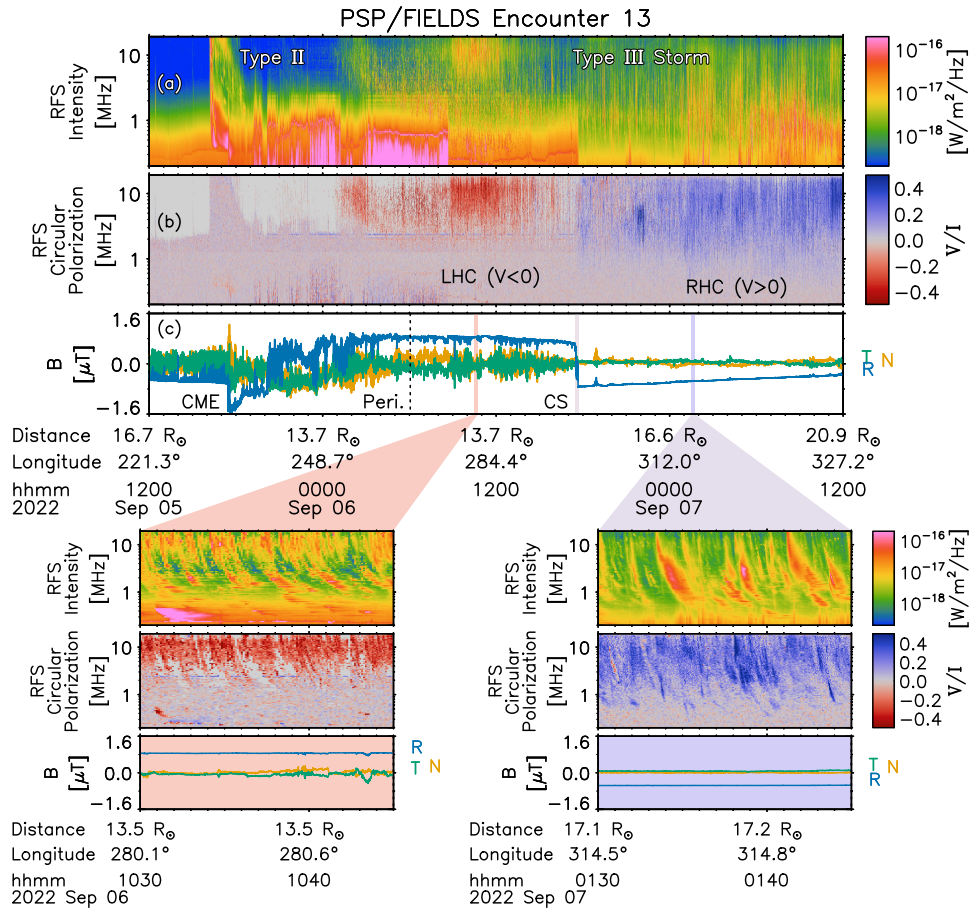 PSP/FIELDS Encounter 13
RFS Intensity [MHz]
10
1
(a)
Type II
Type III Storm
10⁻¹⁶
10⁻¹⁷
10⁻¹⁸
[W/m²/Hz]
RFS Circular Polarization [MHz]
10
1
(b)
LHC (V<0)
RHC (V>0)
0.4
0.2
0.0
−0.2
−0.4
V/I
B [μT]
1.6
0.0
−1.6
(c)
CME
Peri.
CS
T N
R
Distance 16.7 R☉ 13.7 R☉ 13.7 R☉ 16.6 R☉ 20.9 R☉
Longitude 221.3° 248.7° 284.4° 312.0° 327.2°
hhmm 1200 0000 1200 0000 1200
2022 Sep 05 Sep 06 Sep 07
RFS Intensity [MHz]
10
1
RFS Circular Polarization [MHz]
10
1
B [μT]
1.6
0.0
−1.6
R
T N
Distance 13.5 R☉ 13.5 R☉
Longitude 280.1° 280.6°
hhmm 1030 1040
2022 Sep 06
RFS Intensity [MHz]
10
1
10⁻¹⁶
10⁻¹⁷
10⁻¹⁸
[W/m²/Hz]
RFS Circular Polarization [MHz]
10
1
0.4
0.2
0.0
−0.2
−0.4
V/I
B [μT]
1.6
0.0
−1.6
T N
R
Distance 17.1 R☉ 17.2 R☉
Longitude 314.5° 314.8°
hhmm 0130 0140
2022 Sep 07